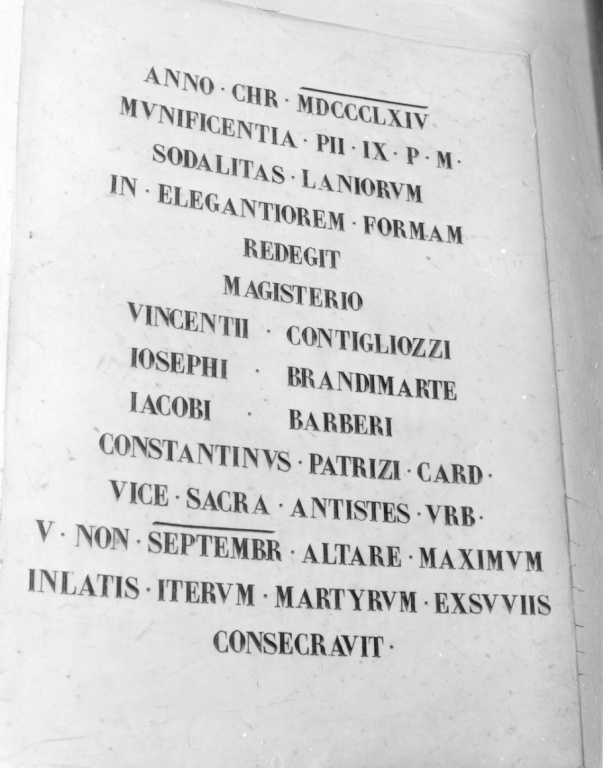 ANNO · CHR · MDCCCLXIV
MVNIFICENTIA · PII · IX · P · M ·
SODALITAS · LANIORVM
IN · ELEGANTIOREM · FORMAM
REDEGIT
MAGISTERIO
VINCENTII · CONTIGLIOZZI
IOSEPHI · BRANDIMARTE
IACOBI · BARBERI
CONSTANTINVS · PATRIZI · CARD ·
VICE · SACRA · ANTISTES · VRB ·
V · NON · SEPTEMBR · ALTARE · MAXIMVM
INLATIS · ITERVM · MARTYRVM · EXSVVIIS
CONSECRAVIT ·